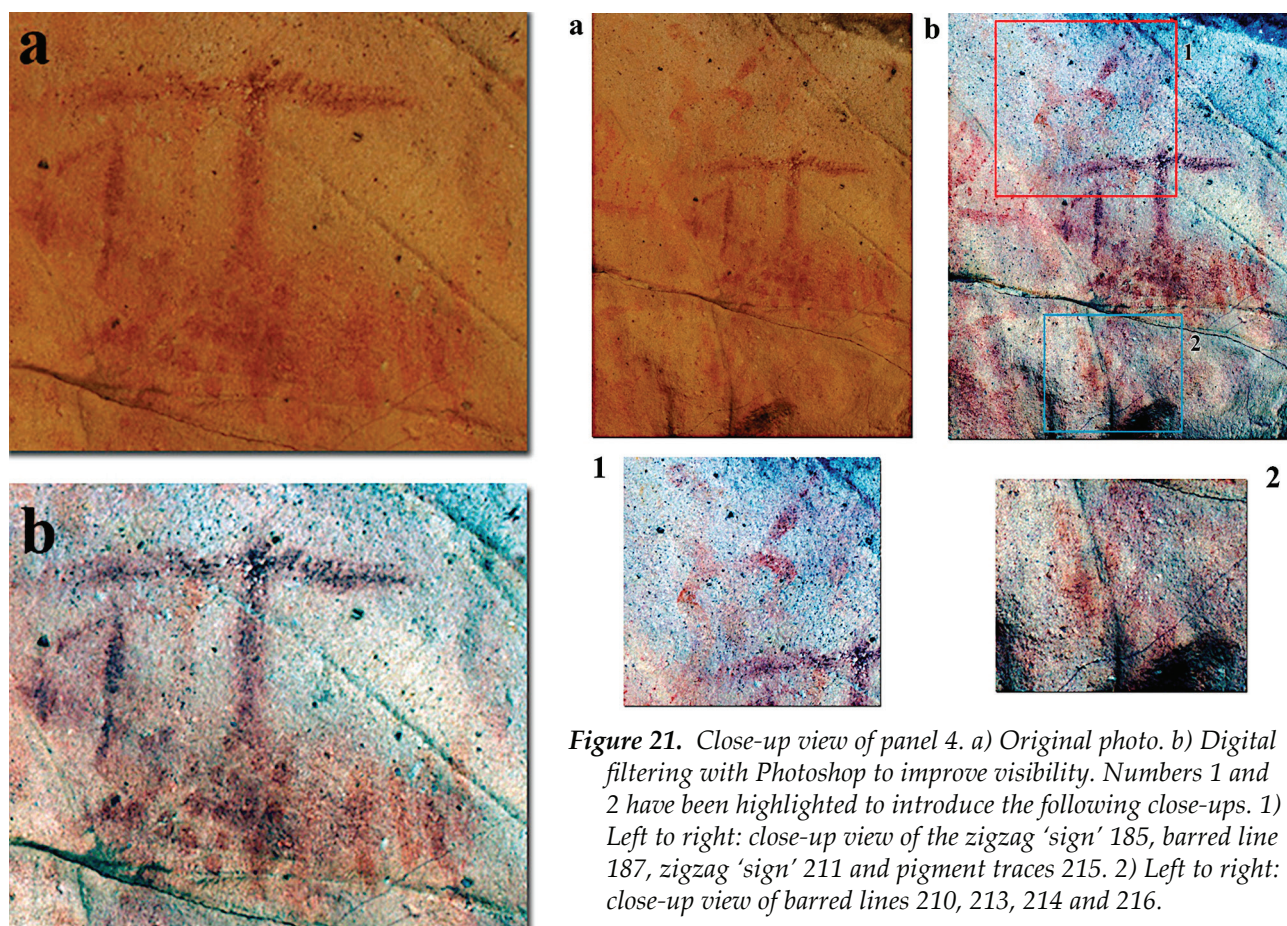 a
b
a
b
1
2
1
2
Figure 21. Close-up view of panel 4. a) Original photo. b) Digital
filtering with Photoshop to improve visibility. Numbers 1 and
2 have been highlighted to introduce the following close-ups. 1)
Left to right: close-up view of the zigzag ‘sign’ 185, barred line
187, zigzag ‘sign’ 211 and pigment traces 215. 2) Left to right:
close-up view of barred lines 210, 213, 214 and 216.